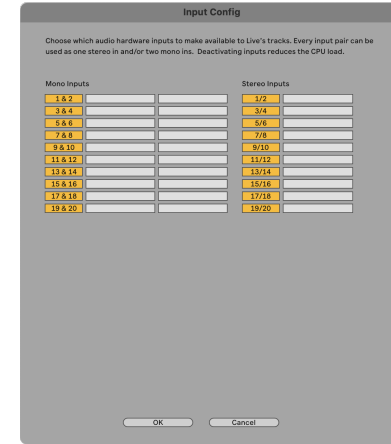 Input Config
Choose which audio hardware inputs to make available to Live's tracks. Every input pair can be
used as one stereo in and/or two mono ins. Deactivating inputs reduces the CPU load.
Mono Inputs
Stereo Inputs
1 & 2
1/2
3 & 4
3/4
5 & 6
5/6
7 & 8
7/8
9 & 10
9/10
11 & 12
11/12
13 & 14
13/14
15 & 16
15/16
17 & 18
17/18
19 & 20
19/20
OK
Cancel